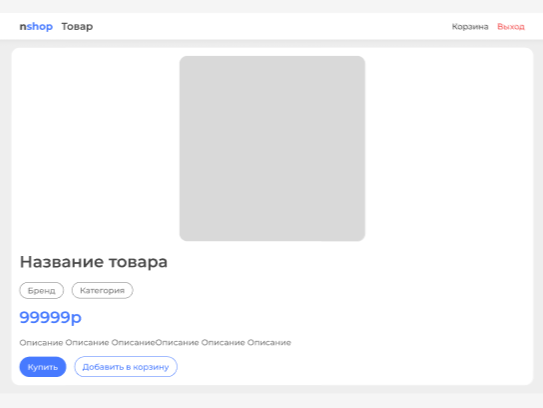 nshop Товар Корзина Выход
Название товара
Бренд Категория
99999р
Описание Описание ОписаниеОписание Описание Описание
Купить Добавить в корзину